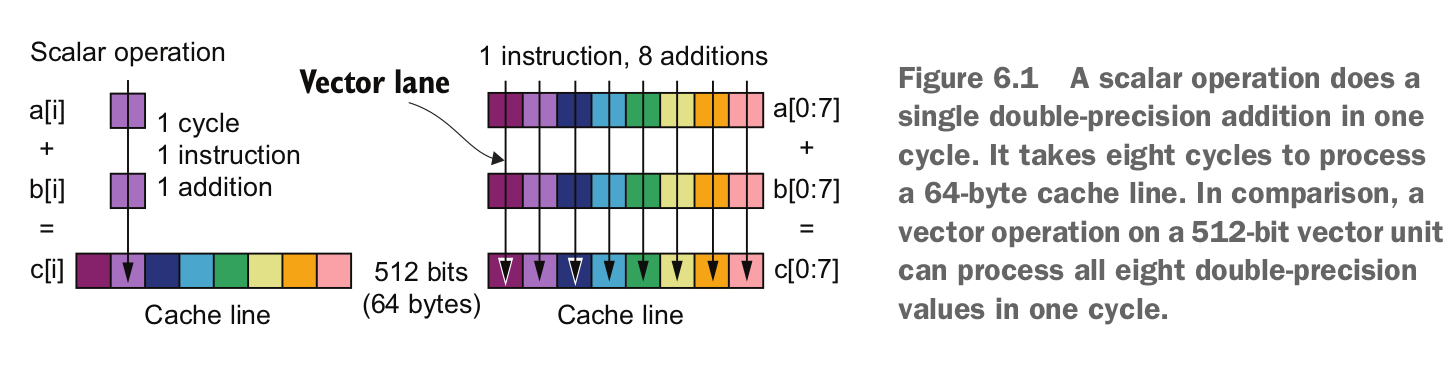 Scalar operation
a[i]
+
b[i]
=
c[i]
1 cycle
1 instruction
1 addition
Cache line
Vector lane
512 bits
(64 bytes)
1 instruction, 8 additions
a[0:7]
+
b[0:7]
=
c[0:7]
Cache line
Figure 6.1 A scalar operation does a
single double-precision addition in one
cycle. It takes eight cycles to process
a 64-byte cache line. In comparison, a
vector operation on a 512-bit vector unit
can process all eight double-precision
values in one cycle.